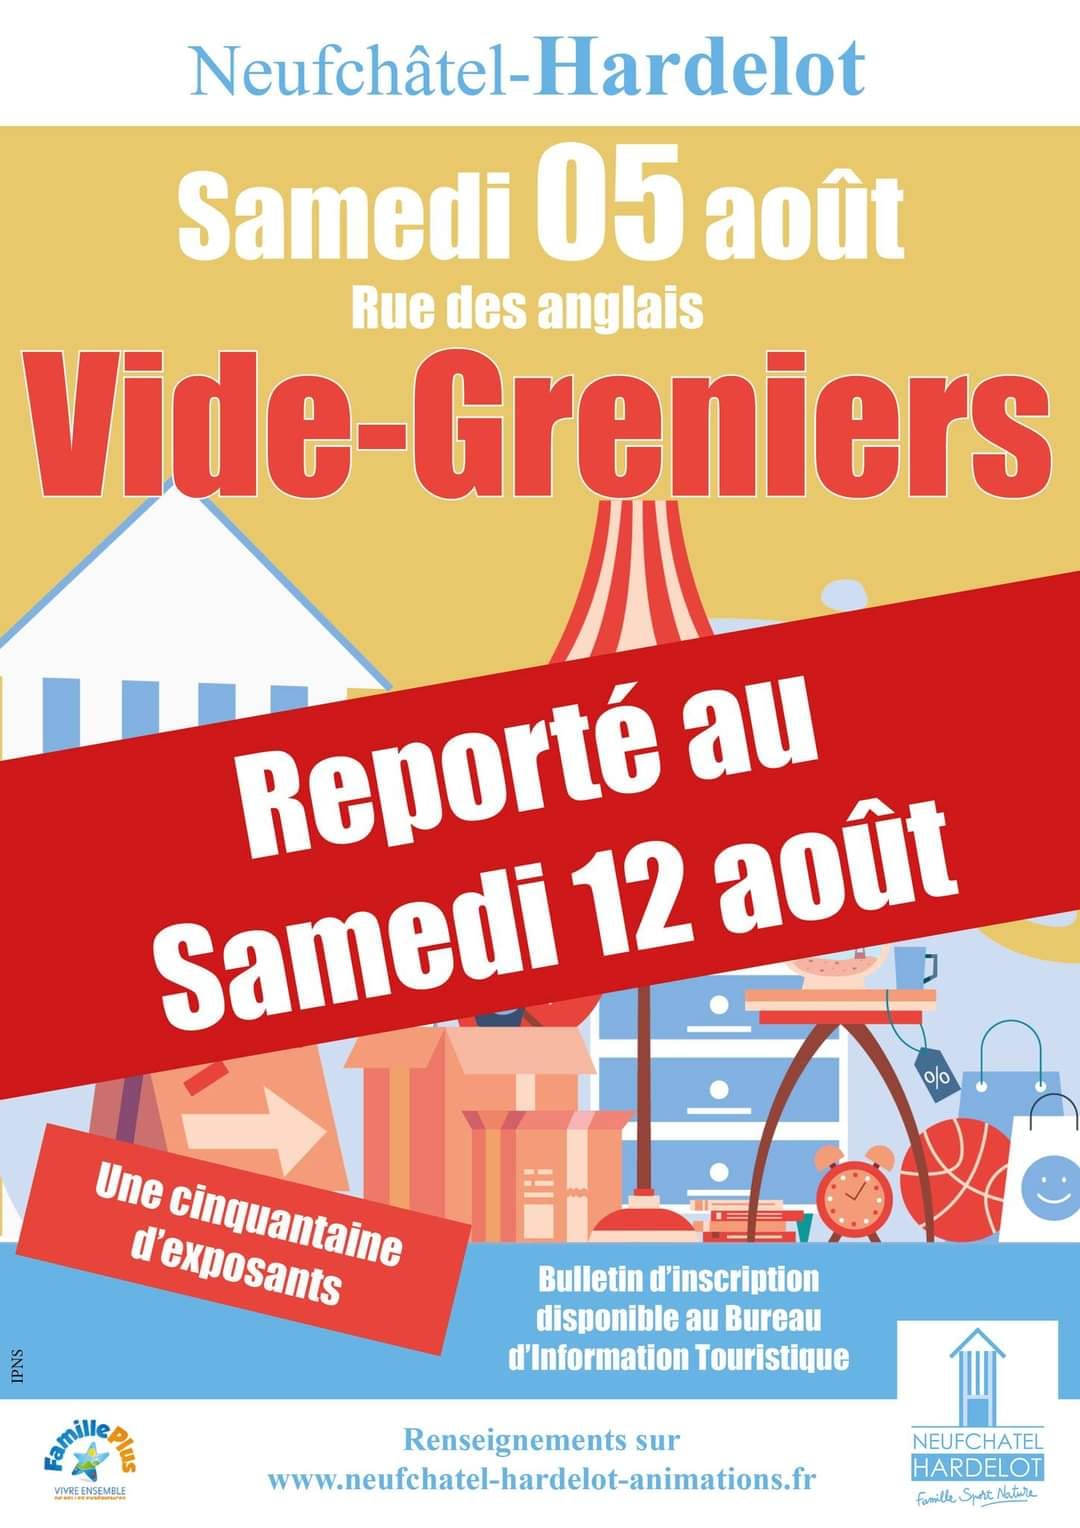 Neufchâtel-Hardelot
Samedi 05 août
Rue des anglais
Vide-Greniers
Reporté au
Samedi 12 août
%
Une cinquantaine
d'exposants
Bulletin d'inscription
disponible au Bureau
d'Information Touristique
IPNS
Famille Plus
VIVRE ENSEMBLE
Renseignements sur
www.neufchatel-hardelot-animations.fr
NEUFCHATEL
HARDELOT
Famille Sport Nature